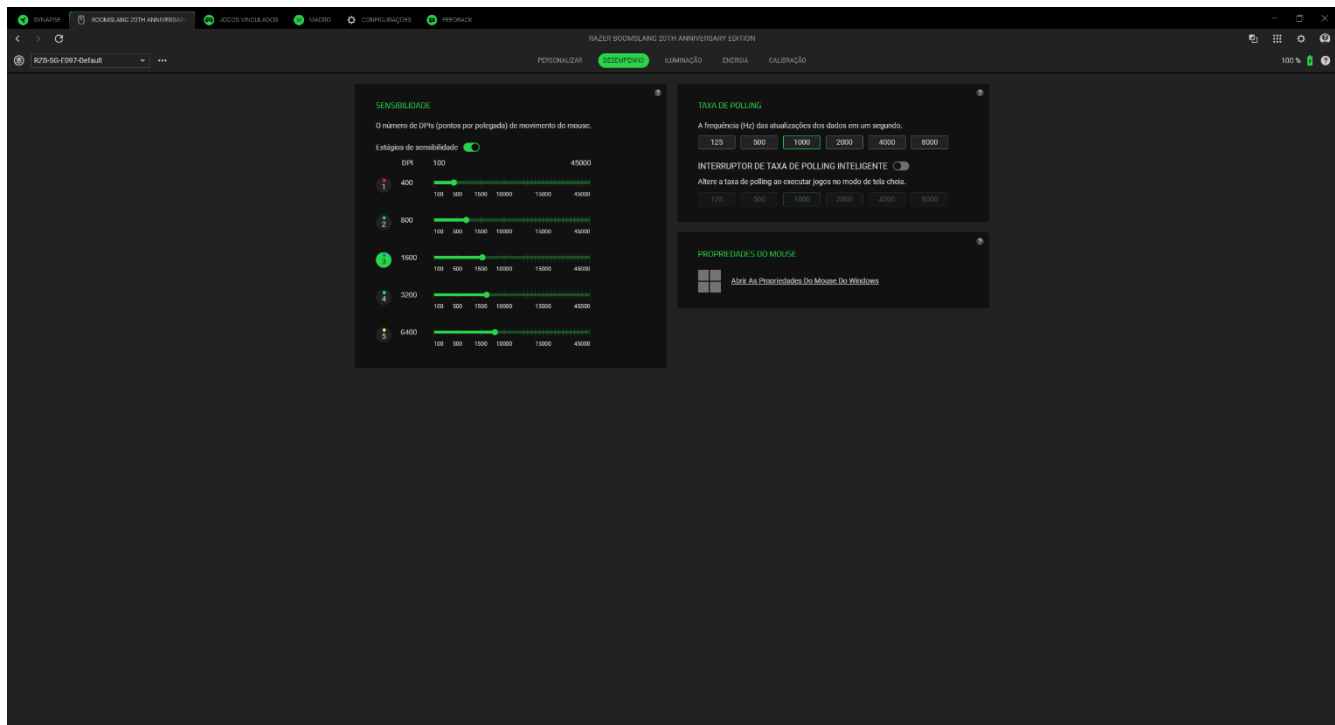 SYNAPSE BOOMSLANG 20TH ANNIVERSARY JOGOS VINCULADOS MACRO CONFIGURAÇÕES FEEDBACK
RAZER BOOMSLANG 20TH ANNIVERSARY EDITION
RZB-SG-E097-Default PERSONALIZAR DESEMPENHO ILUMINAÇÃO ENERGIA CALIBRAÇÃO 100 %
SENSIBILIDADE
O número de DPIs (pontos por polegada) de movimento do mouse.
Estágios de sensibilidade
DPI 100 45000
1 400
100 500 1500 10000 15000 45000
2 800
100 500 1500 10000 15000 45000
3 1600
100 500 1500 10000 15000 45000
4 3200
100 500 1500 10000 15000 45000
5 6400
100 500 1500 10000 15000 45000
TAXA DE POLLING
A frequência (Hz) das atualizações dos dados em um segundo.
125 500 1000 2000 4000 8000
INTERRUPTOR DE TAXA DE POLLING INTELIGENTE
Altere a taxa de polling ao executar jogos no modo de tela cheia.
125 500 1000 2000 4000 8000
PROPRIEDADES DO MOUSE
Abrir As Propriedades Do Mouse Do Windows